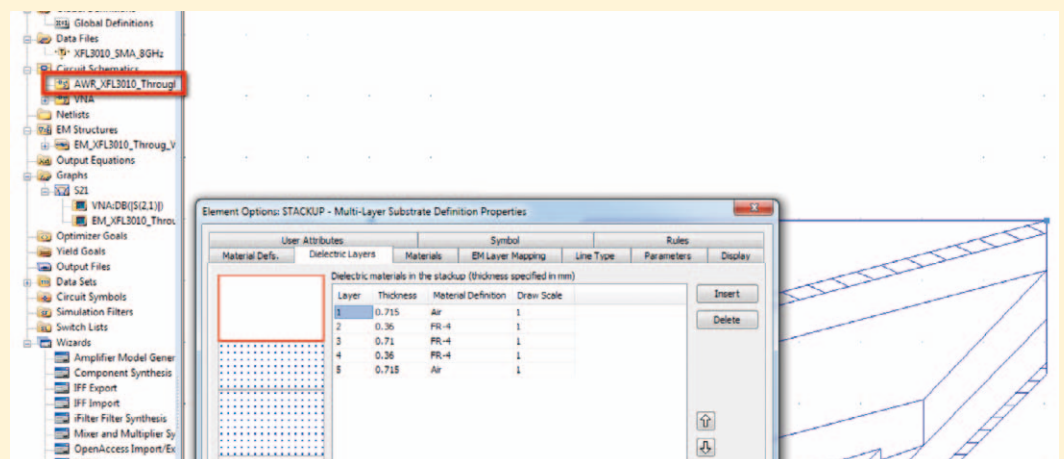 Global Definitions
Data Files
XFL3010_SMA_8GHz
Circuit Schematics
AWR_XFL3010_Througl
VNA
Netlists
EM Structures
EM_XFL3010_Throug_V
Output Equations
Graphs
S21
VNA:DB(|S(2,1)|)
EM_XFL3010_Throu
Optimizer Goals
Yield Goals
Output Files
Data Sets
Circuit Symbols
Simulation Filters
Switch Lists
Wizards
Amplifier Model Gener
Component Synthesis
IFF Export
IFF Import
iFilter Filter Synthesis
Mixer and Multiplier Sy
OpenAccess Import/Ex
Element Options: STACKUP - Multi-Layer Substrate Definition Properties
User Attributes Symbol Rules
Material Defs. Dielectric Layers Materials EM Layer Mapping Line Type Parameters Display
Dielectric materials in the stackup (thickness specified in mm)
Layer Thickness Material Definition Draw Scale
1 0.715 Air 1
2 0.36 FR-4 1
3 0.71 FR-4 1
4 0.36 FR-4 1
5 0.715 Air 1
Insert
Delete